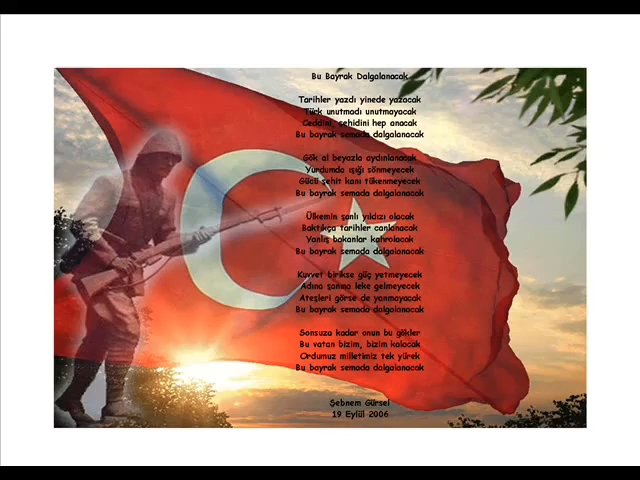 Bu Bayrak Dalgalanacak
Tarihler yazdı yinede yazacak
Türk unutmadı unutmayacak
Ceddini, şehidini hep anacak
Bu bayrak semada dalgalanacak
Gök al beyazla aydınlanacak
Yurdumda ışığı sönmeyecek
Gücü şehit kanı tükenmeyecek
Bu bayrak semada dalgalanacak
Ülkemin şanlı yıldızı olacak
Baktıkça tarihler canlanacak
Yanlış bakanlar kahrolacak
Bu bayrak semada dalgalanacak
Kuvvet birikse güç yetmeyecek
Adına şanına leke gelmeyecek
Ateşleri görse de yanmayacak
Bu bayrak semada dalgalanacak
Sonsuza kadar onun bu gökler
Bu vatan bizim, bizim kalacak
Ordumuz milletimiz tek yürek
Bu bayrak semada dalgalanacak
Şebnem Gürsel
19 Eylül 2006